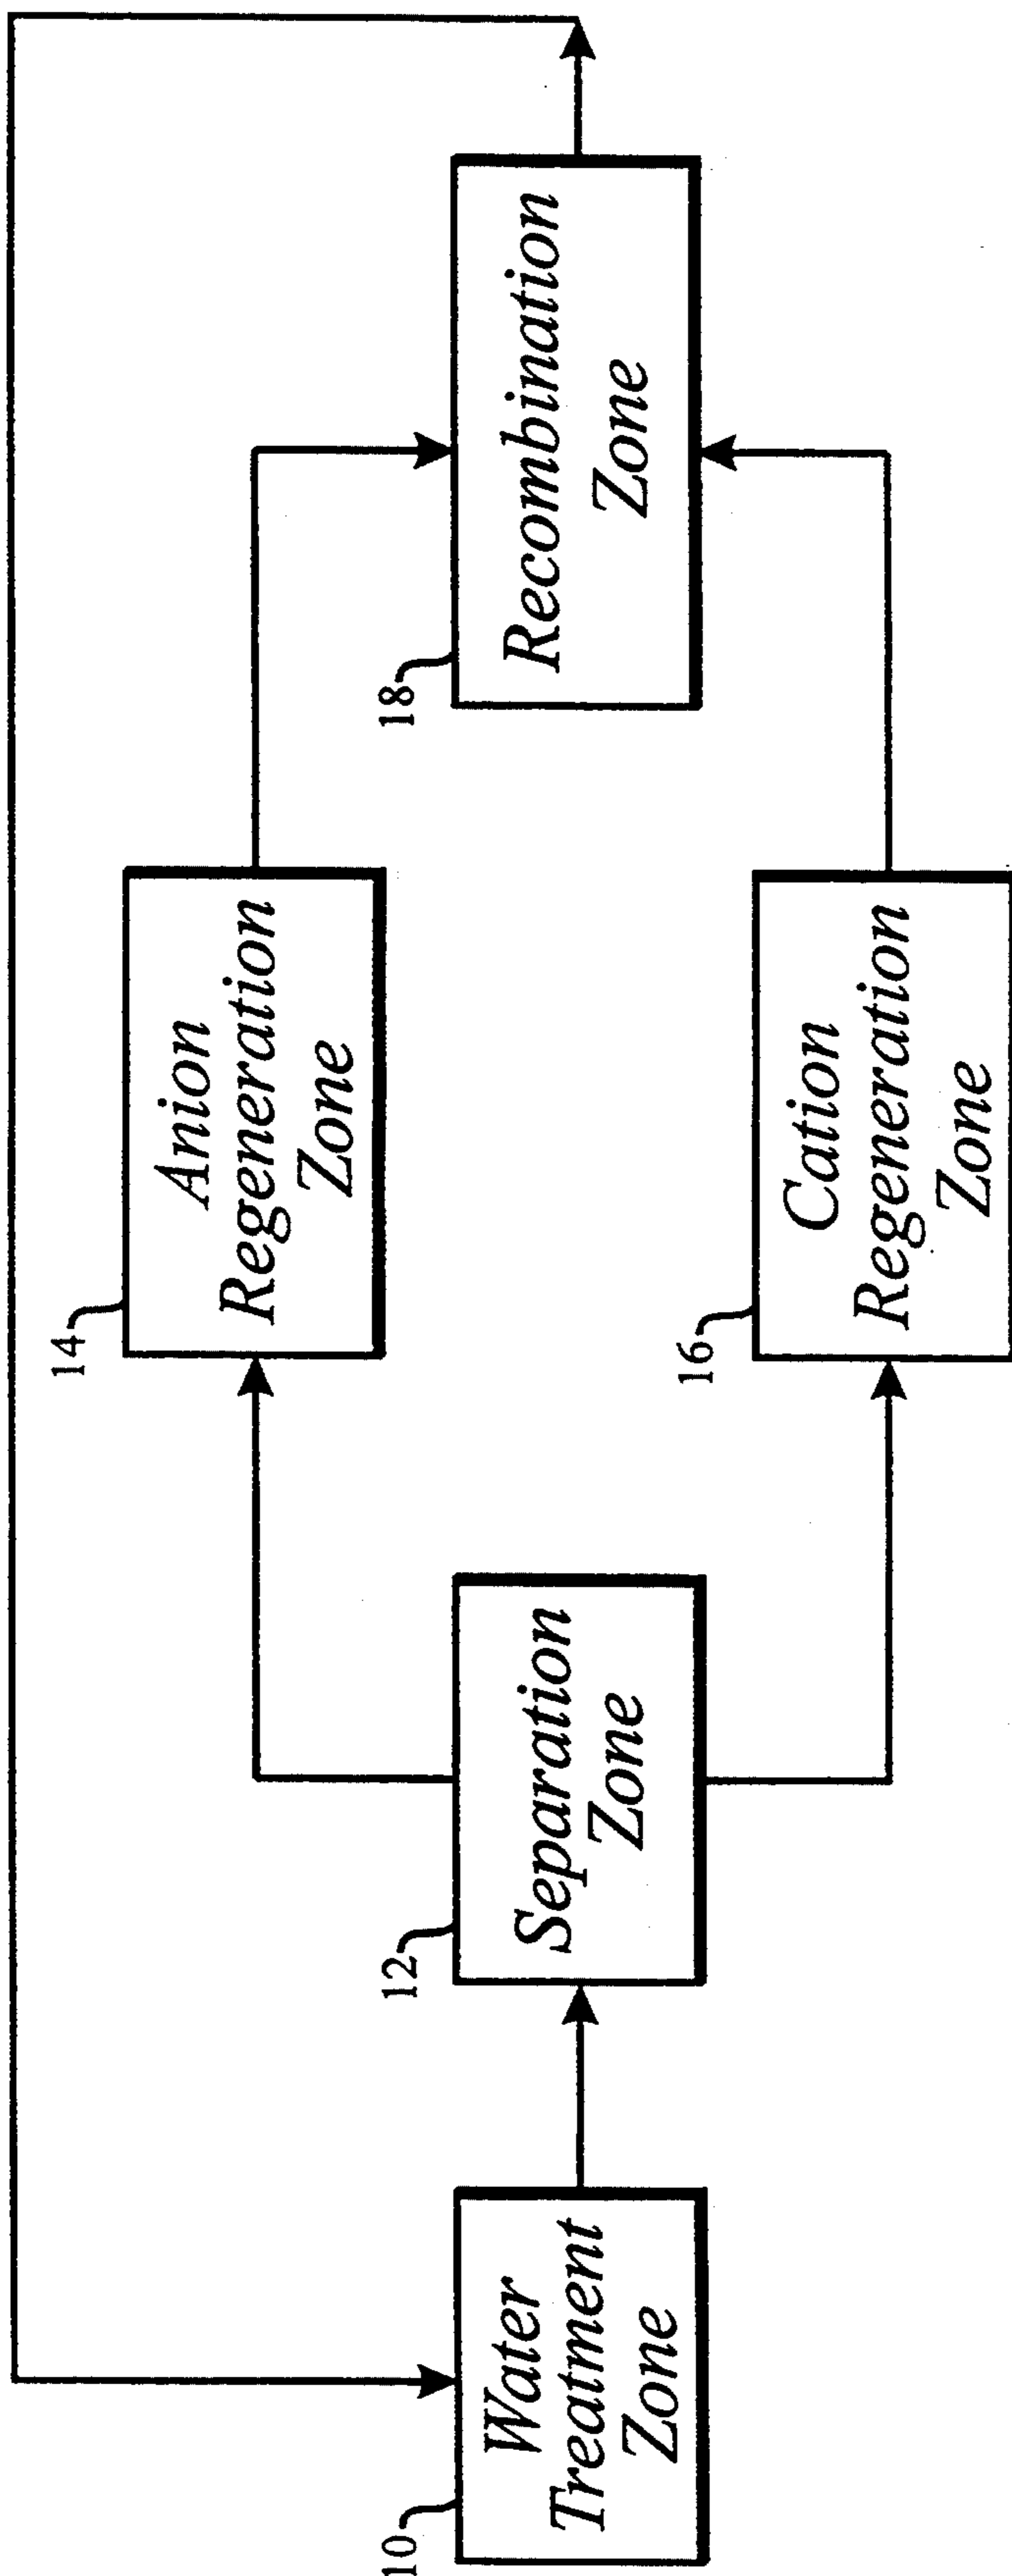 10
Water
Treatment
Zone
12
Separation
Zone
14
Anion
Regeneration
Zone
16
Cation
Regeneration
Zone
18
Recombination
Zone